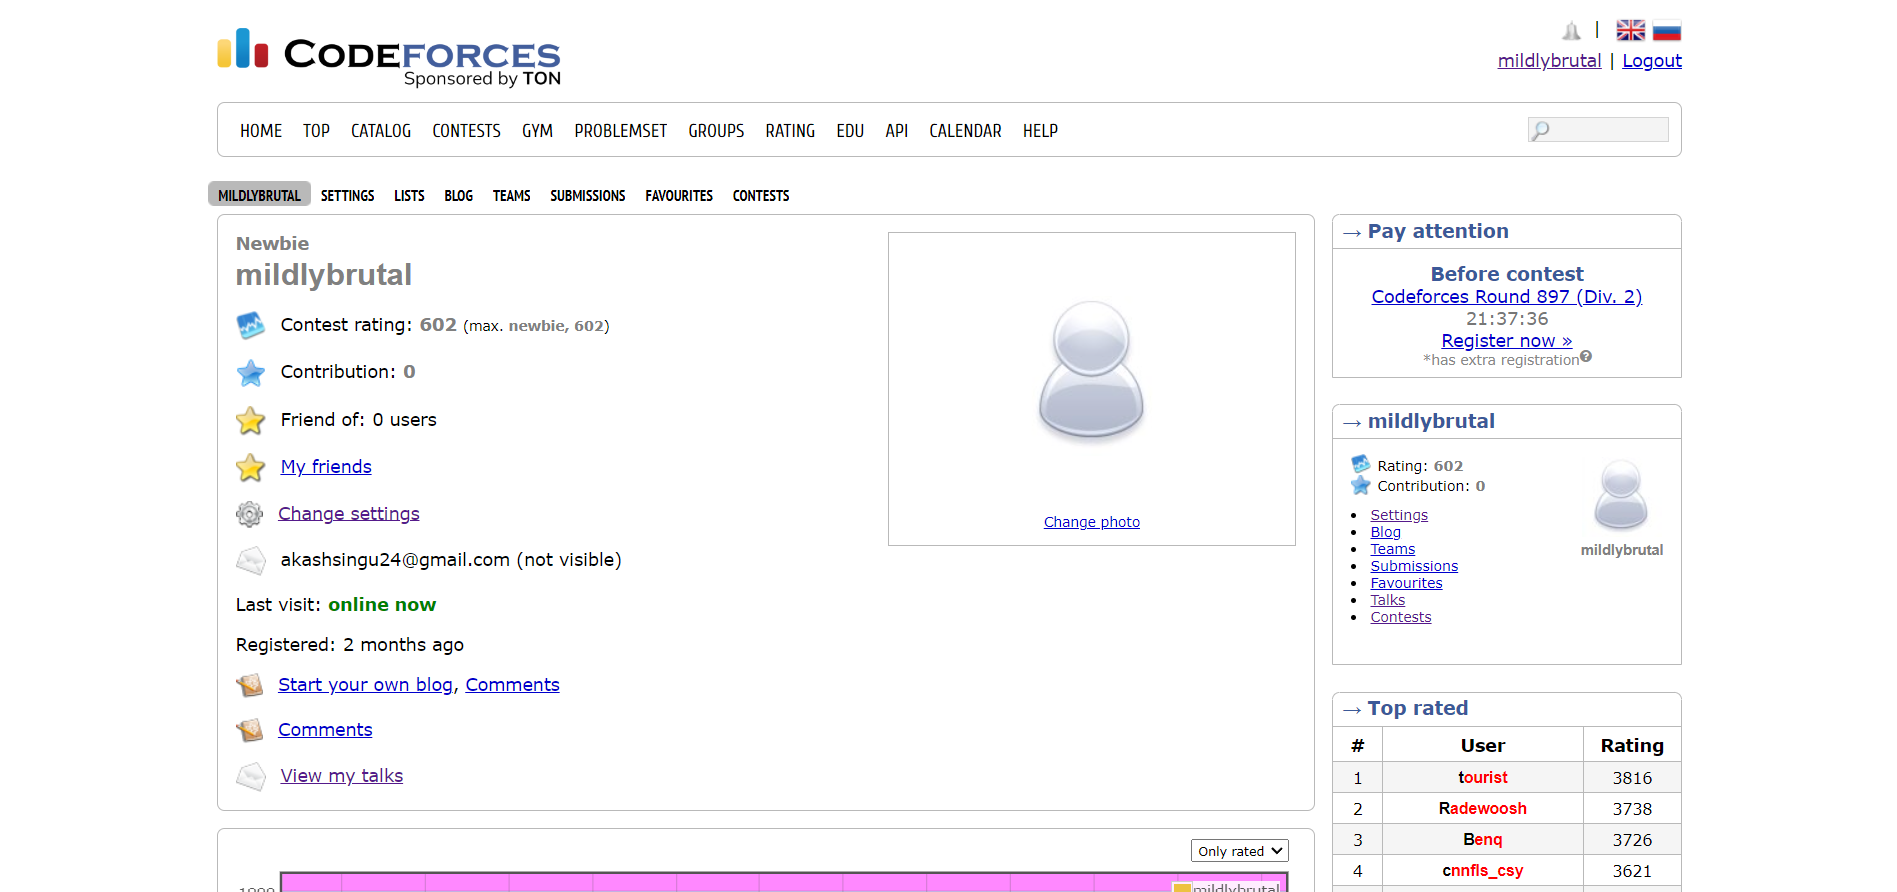 CODEFORCES
Sponsored by TON
|
mildlybrutal | Logout
HOME TOP CATALOG CONTESTS GYM PROBLEMSET GROUPS RATING EDU API CALENDAR HELP
MILDLYBRUTAL SETTINGS LISTS BLOG TEAMS SUBMISSIONS FAVOURITES CONTESTS
Newbie
mildlybrutal
Contest rating: 602 (max. newbie, 602)
Contribution: 0
Friend of: 0 users
My friends
Change settings
akashsingu24@gmail.com (not visible)
Last visit: online now
Registered: 2 months ago
Start your own blog, Comments
Comments
View my talks
Change photo
→ Pay attention
Before contest
Codeforces Round 897 (Div. 2)
21:37:36
Register now »
*has extra registration?
→ mildlybrutal
Rating: 602
Contribution: 0
• Settings
• Blog
• Teams
• Submissions
• Favourites
• Talks
• Contests
mildlybrutal
→ Top rated
# User Rating
1 tourist 3816
2 Radewoosh 3738
3 Benq 3726
4 cnnfls_csy 3621
Only rated
mildlybrutal